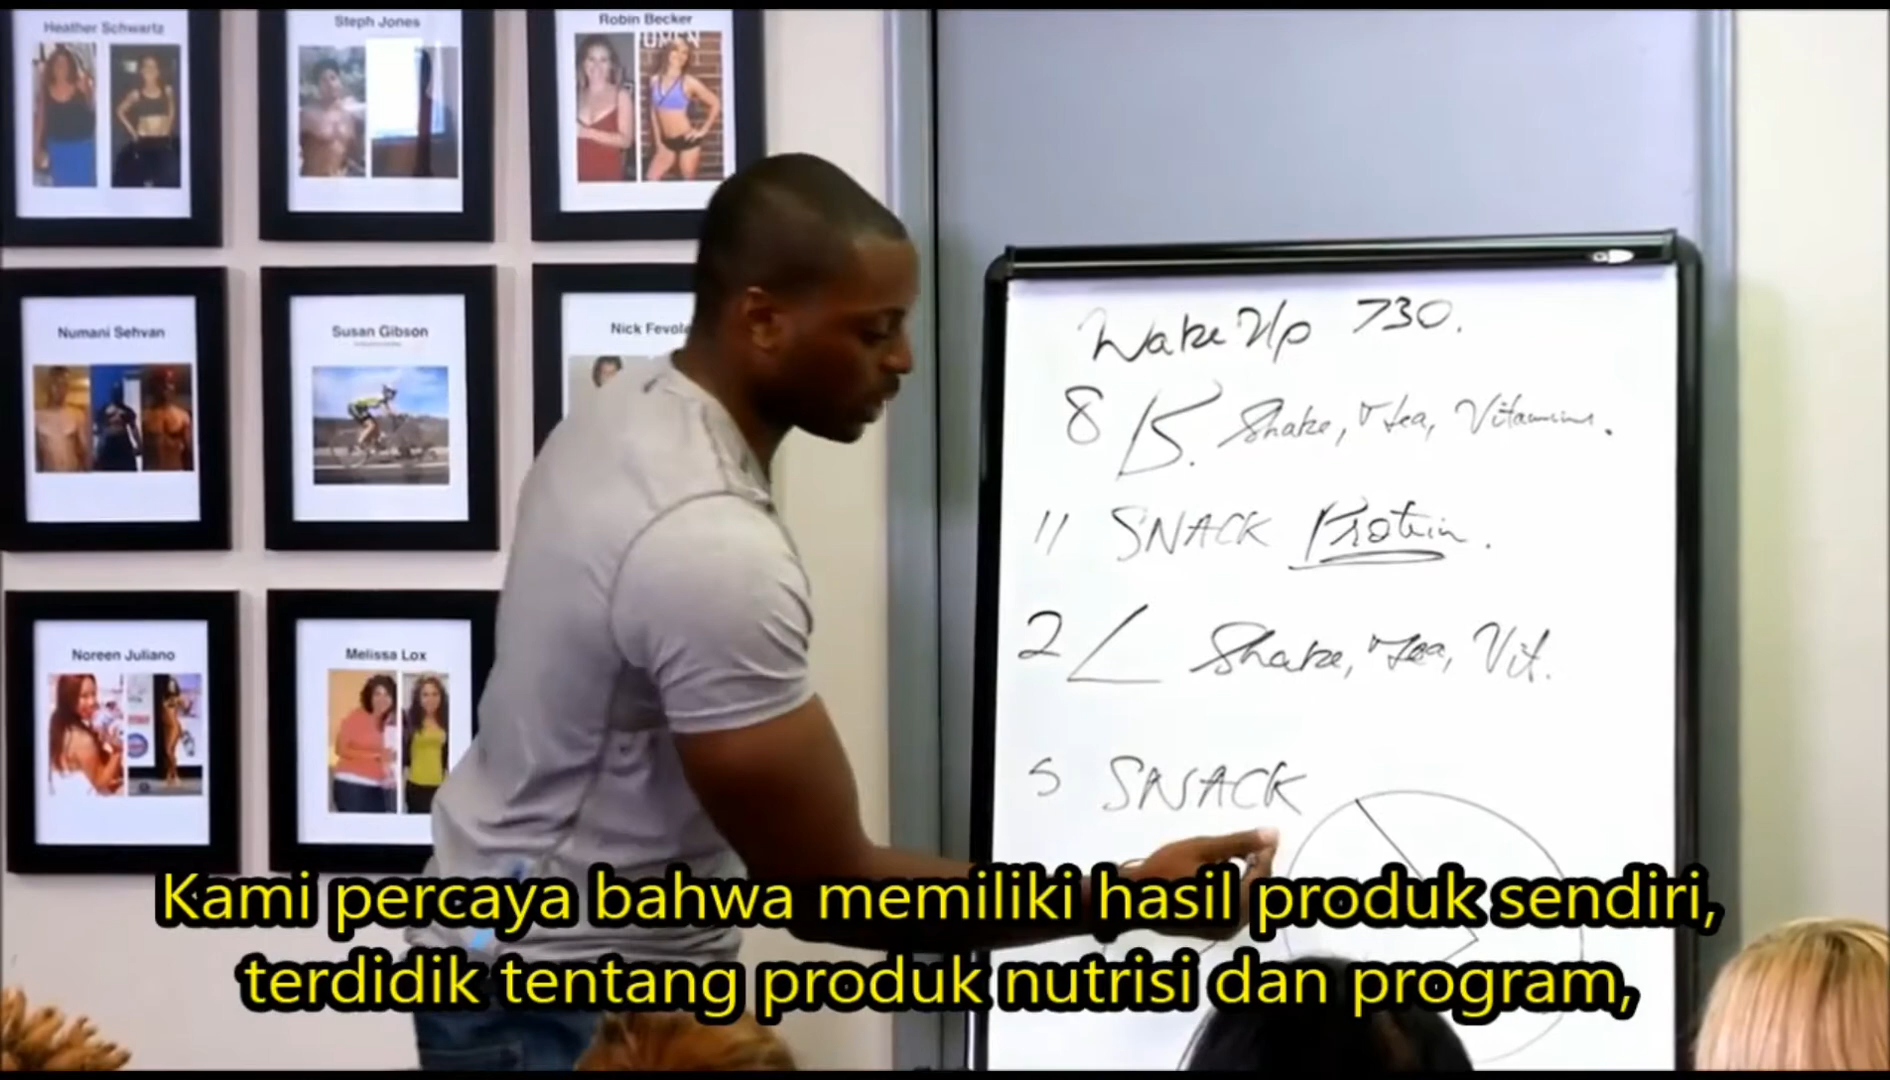 Heather Schwartz
Steph Jones
Robin Becker
Numani Sehvan
Susan Gibson
Nick Fevola
Noreen Juliano
Melissa Lox
Wake Up 730.
8 B. Shake, Tea, Vitamins.
11 SNACK Protein.
2 L Shake, Tea, Vit.
5 SNACK
Kami percaya bahwa memiliki hasil produk sendiri,
terdidik tentang produk nutrisi dan program,